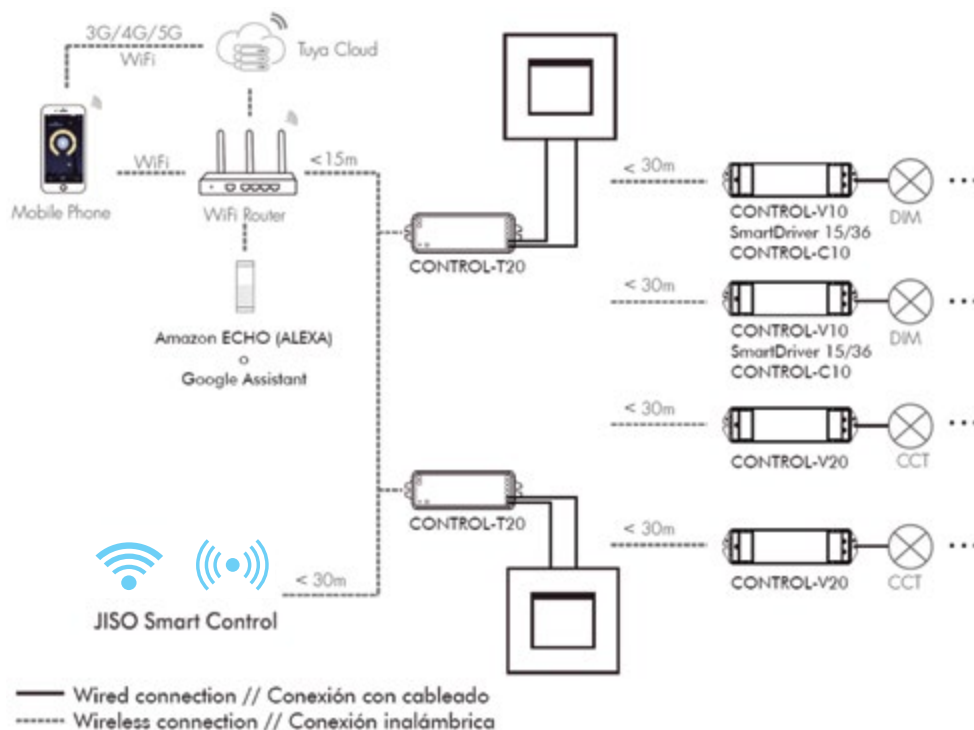 3G/4G/5G
WiFi
Tuya Cloud
WiFi
<15m
Mobile Phone
WiFi Router
Amazon ECHO (ALEXA)
o
Google Assistant
CONTROL-T20
< 30m
CONTROL-V10
SmartDriver 15/36
CONTROL-C10
DIM
< 30m
CONTROL-V10
SmartDriver 15/36
CONTROL-C10
DIM
< 30m
CONTROL-V20
CCT
CONTROL-T20
< 30m
CONTROL-V20
CCT
< 30m
JISO Smart Control
Wired connection // Conexión con cableado
Wireless connection // Conexión inalámbrica